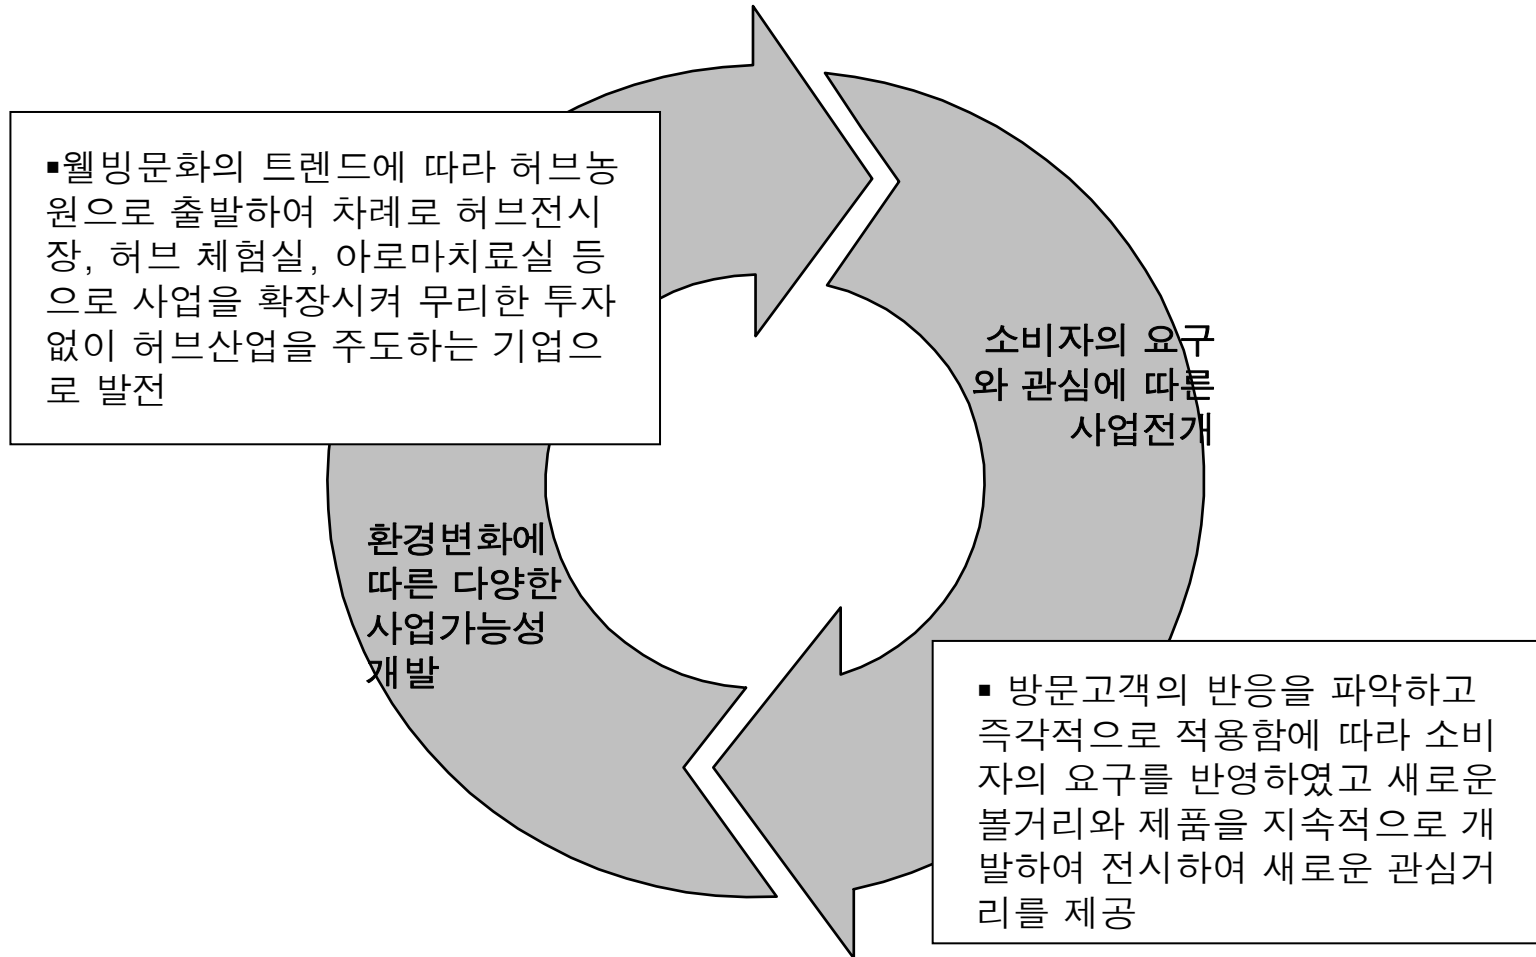 ▪웰빙문화의 트렌드에 따라 허브농
원으로 출발하여 차례로 허브전시
장, 허브 체험실, 아로마치료실 등
으로 사업을 확장시켜 무리한 투자
없이 허브산업을 주도하는 기업으
로 발전
소비자의 요구
와 관심에 따른
사업전개
환경변화에
따른 다양한
사업가능성
개발
▪ 방문고객의 반응을 파악하고
즉각적으로 적용함에 따라 소비
자의 요구를 반영하였고 새로운
볼거리와 제품을 지속적으로 개
발하여 전시하여 새로운 관심거
리를 제공